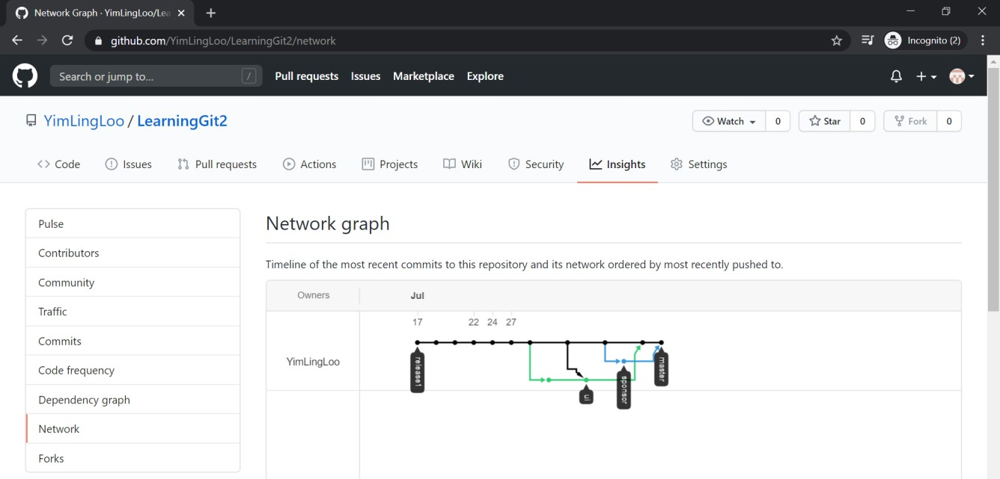 Network Graph · YimLingLoo/Lea
github.com/YimLingLoo/LearningGit2/network
Incognito (2)
Search or jump to...
/
Pull requests
Issues
Marketplace
Explore
YimLingLoo / LearningGit2
Watch 0
Star 0
Fork 0
Code
Issues
Pull requests
Actions
Projects
Wiki
Security
Insights
Settings
Pulse
Contributors
Community
Traffic
Commits
Code frequency
Dependency graph
Network
Forks
Network graph
Timeline of the most recent commits to this repository and its network ordered by most recently pushed to.
Owners
Jul
17 22 24 27
YimLingLoo
release1
ui
sponsor
master